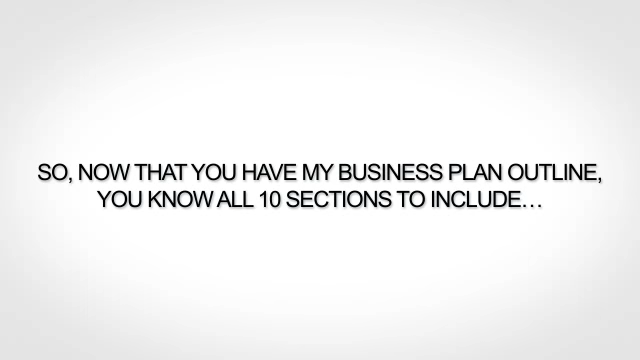 SO, NOW THAT YOU HAVE MY BUSINESS PLAN OUTLINE,
YOU KNOW ALL 10 SECTIONS TO INCLUDE…